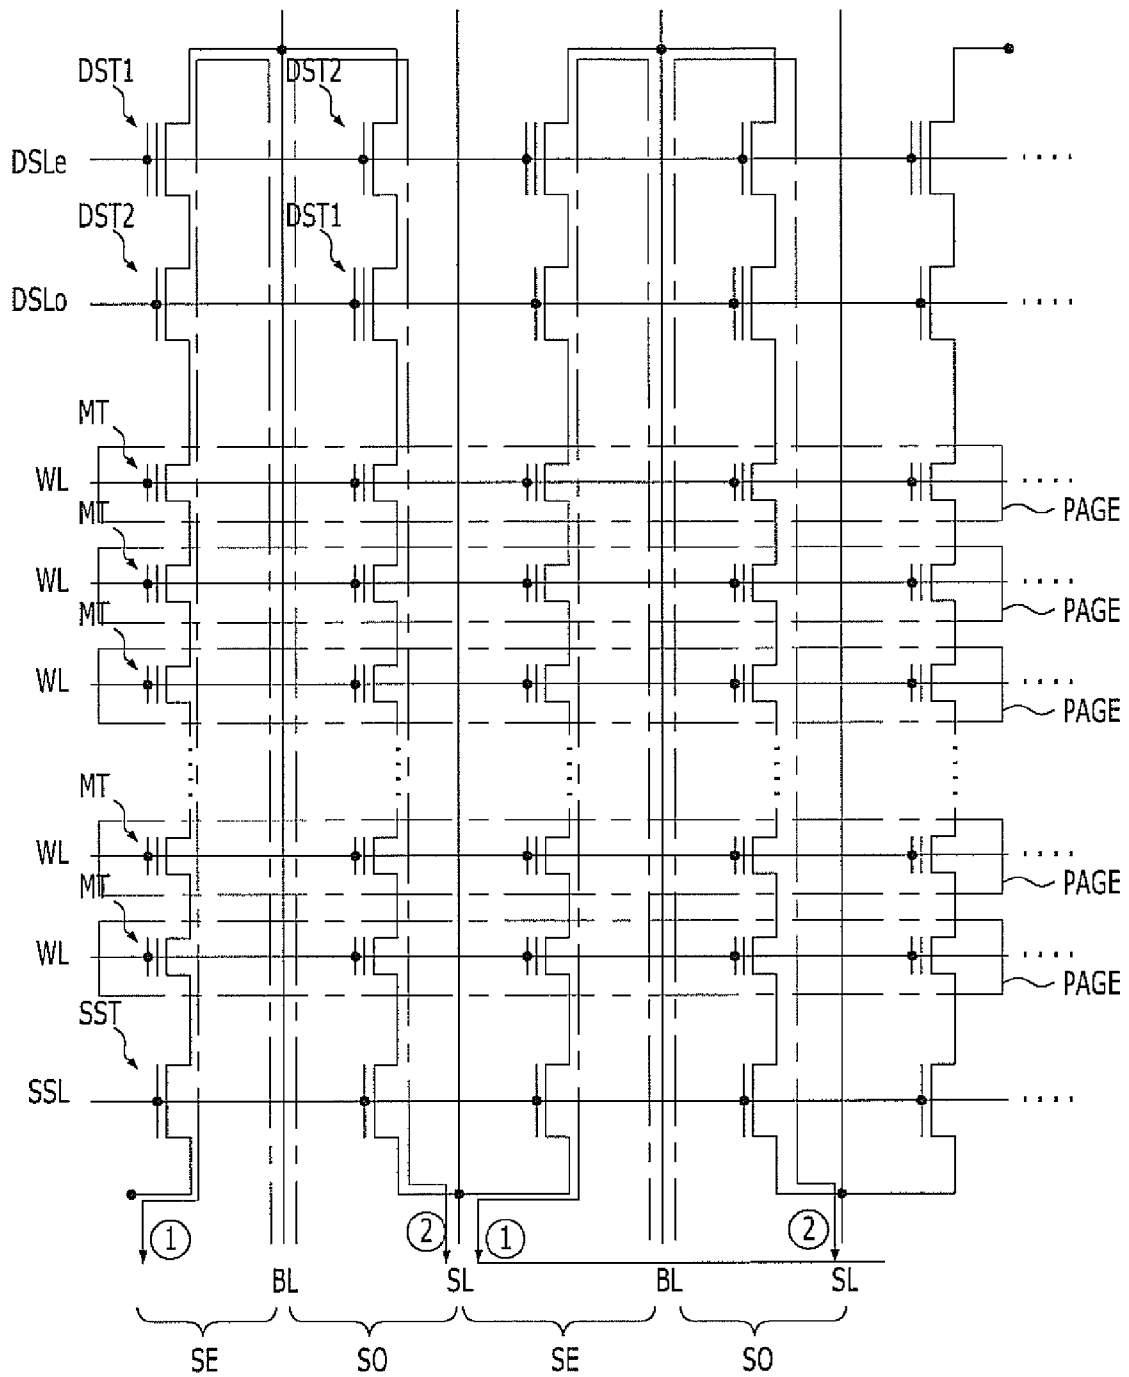 DST1 DST2
DSLe ....
DST2 DST1
DSLo ....
MT
WL ....
PAGE
MT
WL ....
PAGE
MT
WL ....
PAGE
MT
WL ....
PAGE
MT
WL ....
PAGE
SST
SSL ....
1 2 1 2
BL SL BL SL
SE SO SE SO